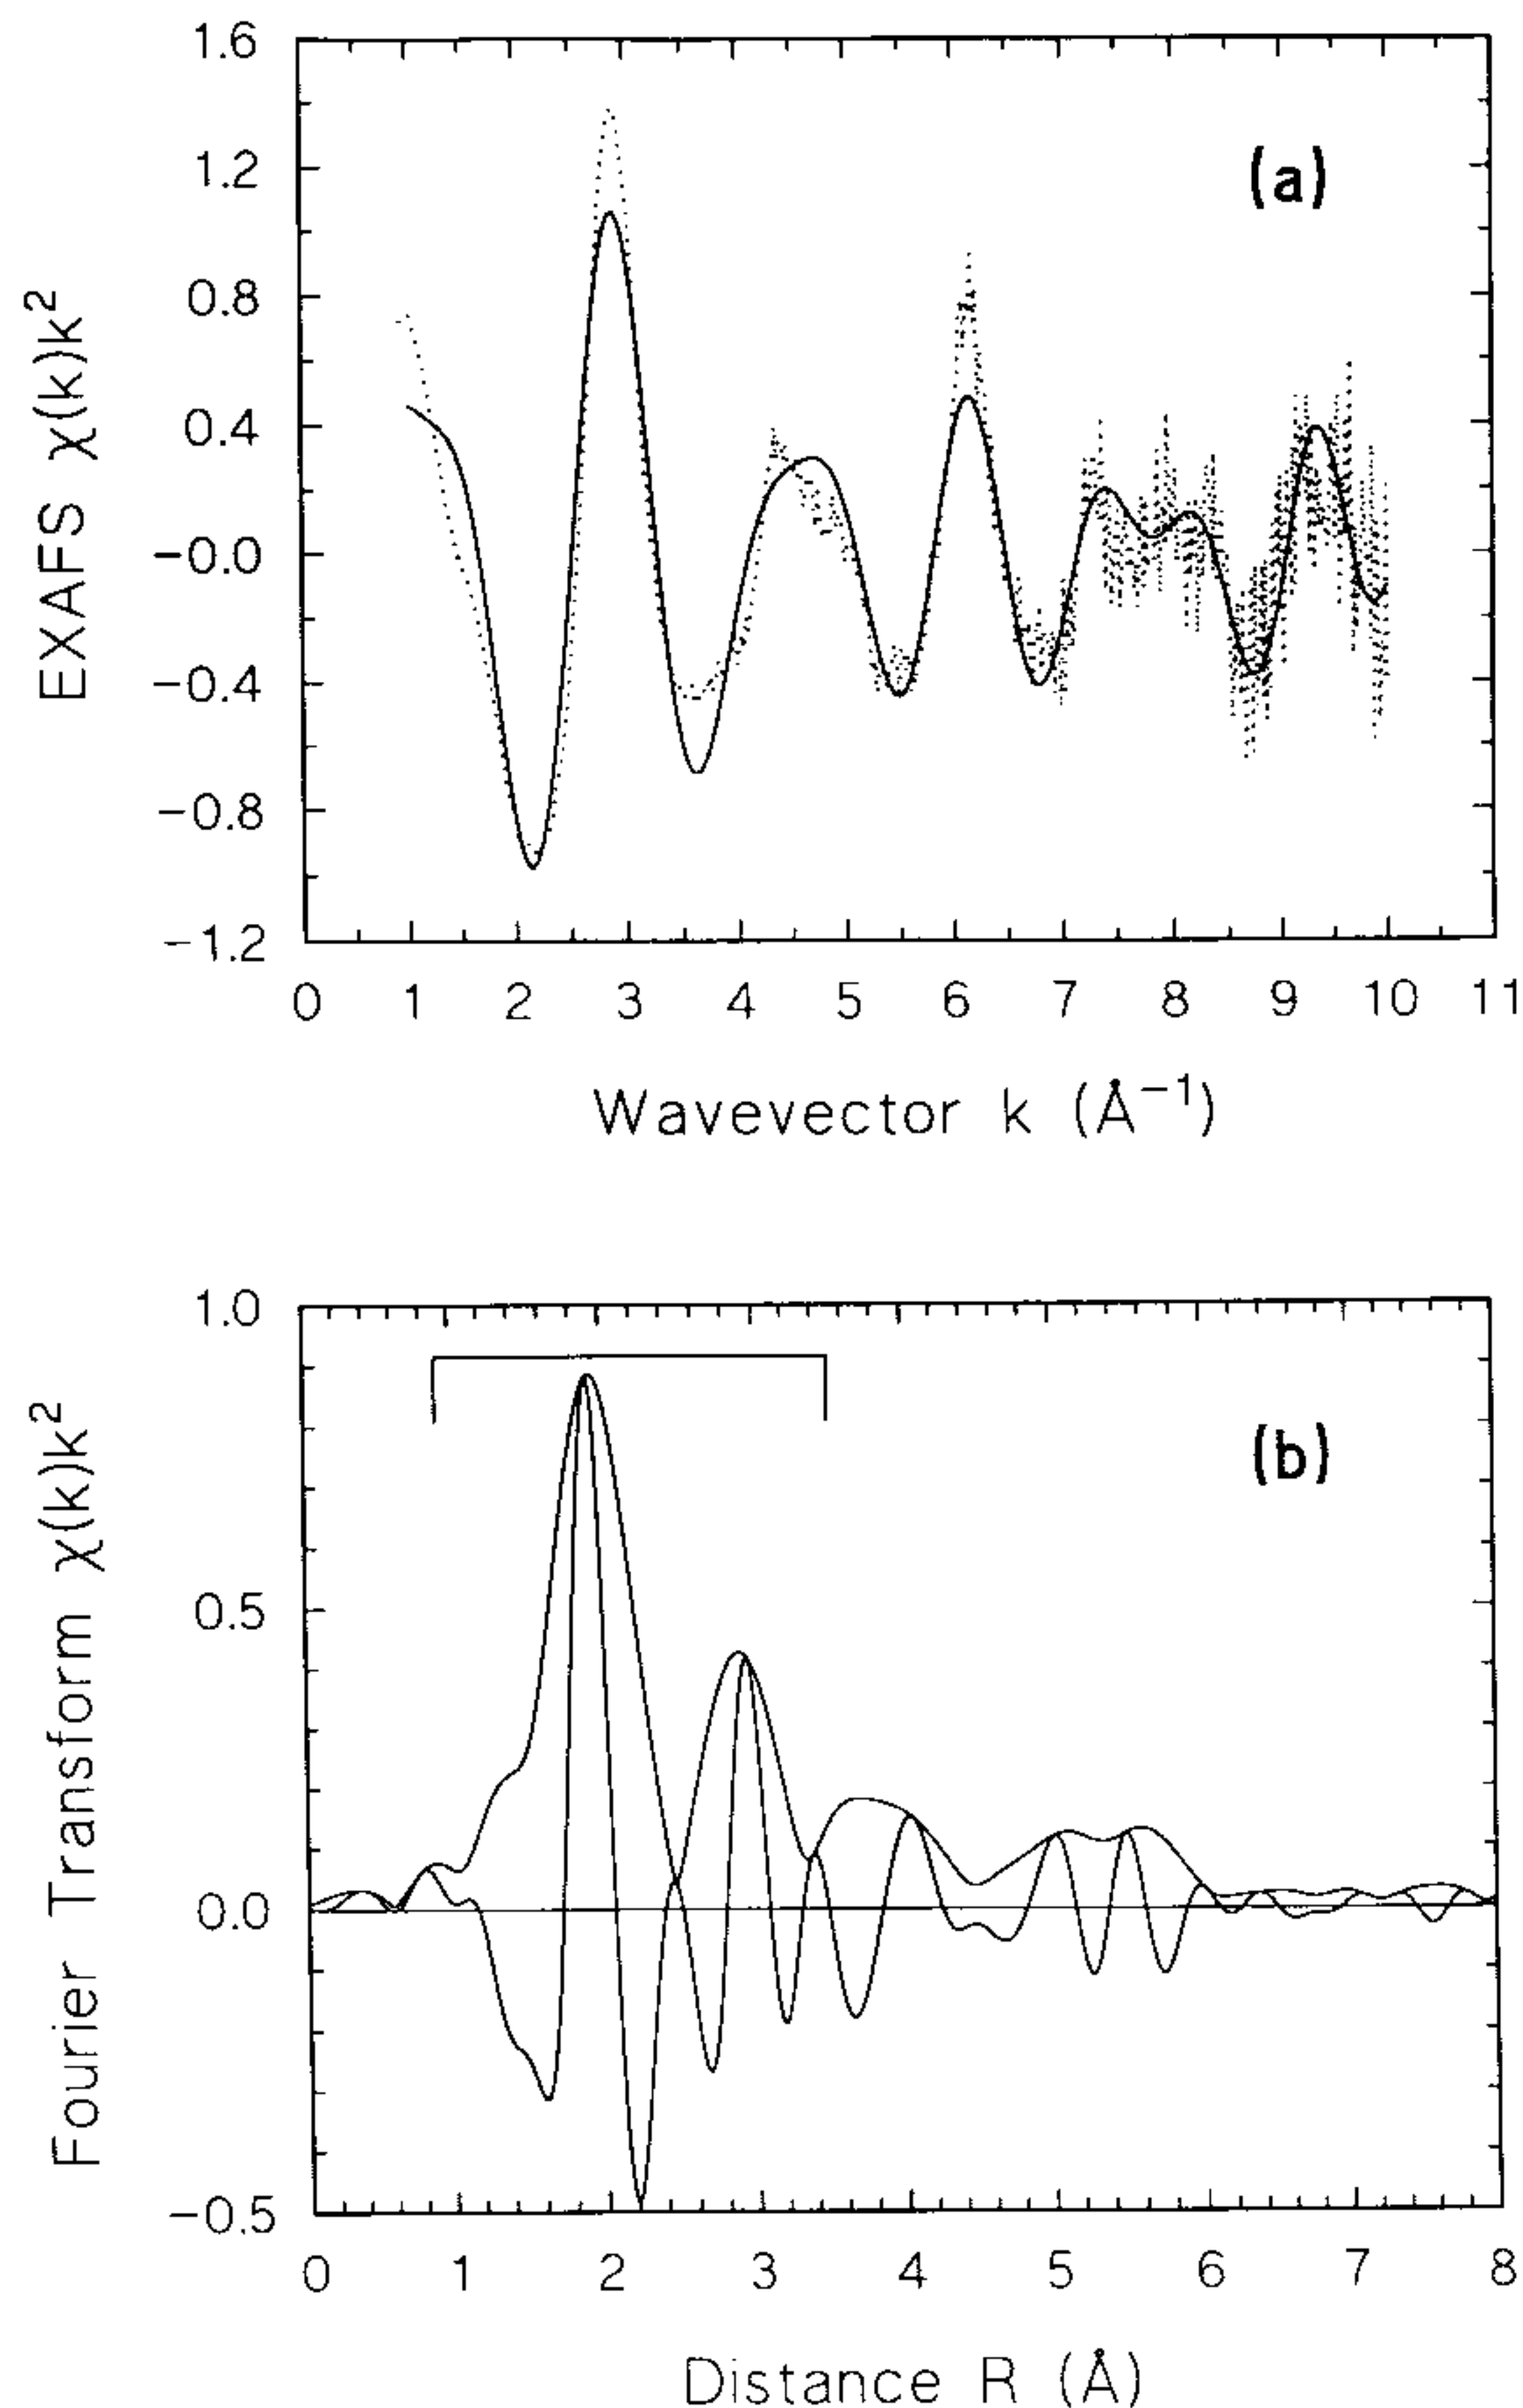 1.6
1.2
0.8
0.4
−0.0
−0.4
−0.8
−1.2
EXAFS χ(k)k²
(a)
0 1 2 3 4 5 6 7 8 9 10 11
Wavevector k (Å⁻¹)
1.0
0.5
0.0
−0.5
Fourier Transform χ(k)k²
(b)
0 1 2 3 4 5 6 7 8
Distance R (Å)